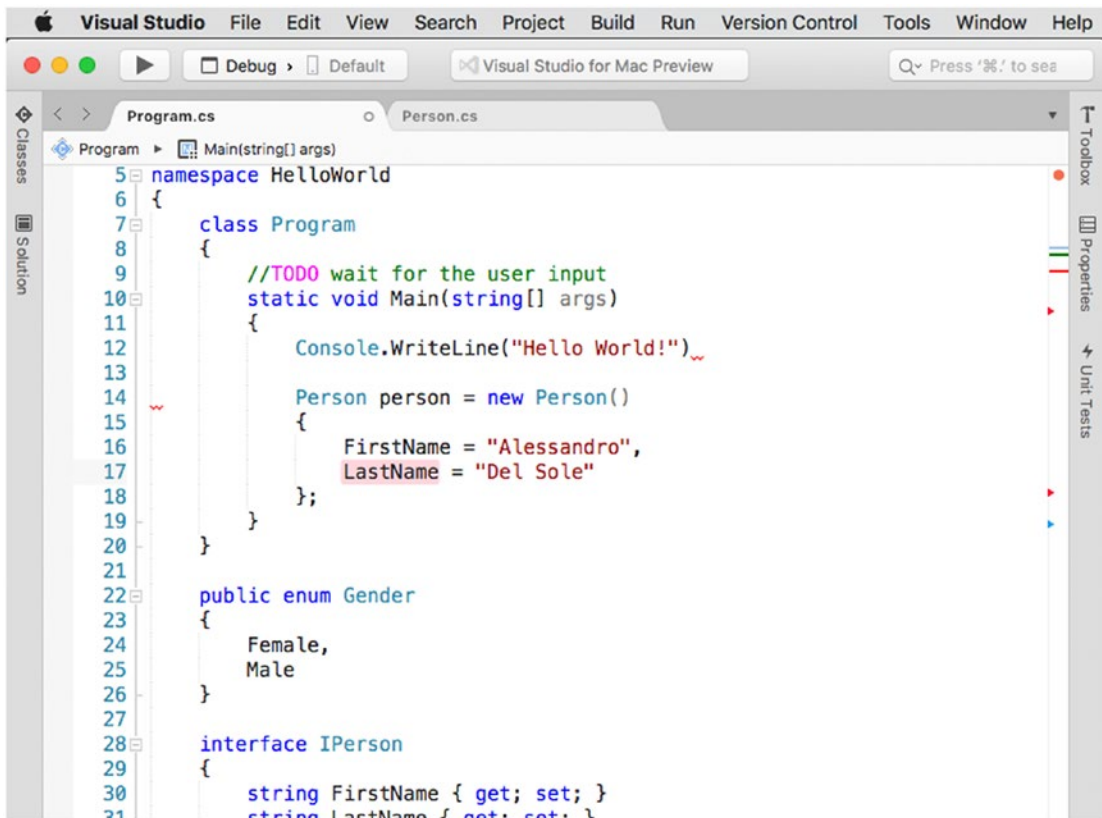 Visual Studio File Edit View Search Project Build Run Version Control Tools Window Help
Debug › Default Visual Studio for Mac Preview Press '⌘.' to sea
< > Program.cs Person.cs
Program ▸ Main(string[] args)
Classes
Solution
Toolbox
Properties
Unit Tests
5 namespace HelloWorld
6 {
7 class Program
8 {
9 //TODO wait for the user input
10 static void Main(string[] args)
11 {
12 Console.WriteLine("Hello World!")
13
14 Person person = new Person()
15 {
16 FirstName = "Alessandro",
17 LastName = "Del Sole"
18 };
19 }
20 }
21
22 public enum Gender
23 {
24 Female,
25 Male
26 }
27
28 interface IPerson
29 {
30 string FirstName { get; set; }
31 string LastName { get; set; }